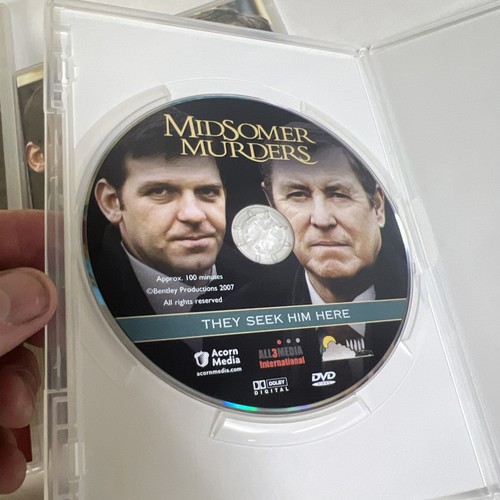 MIDSOMER
MURDERS
Approx. 100 minutes
©Bentley Productions 2007
All rights reserved
THEY SEEK HIM HERE
Acorn
Media
acornmedia.com
ALL3MEDIA
International
DOLBY
DIGITAL
DVD